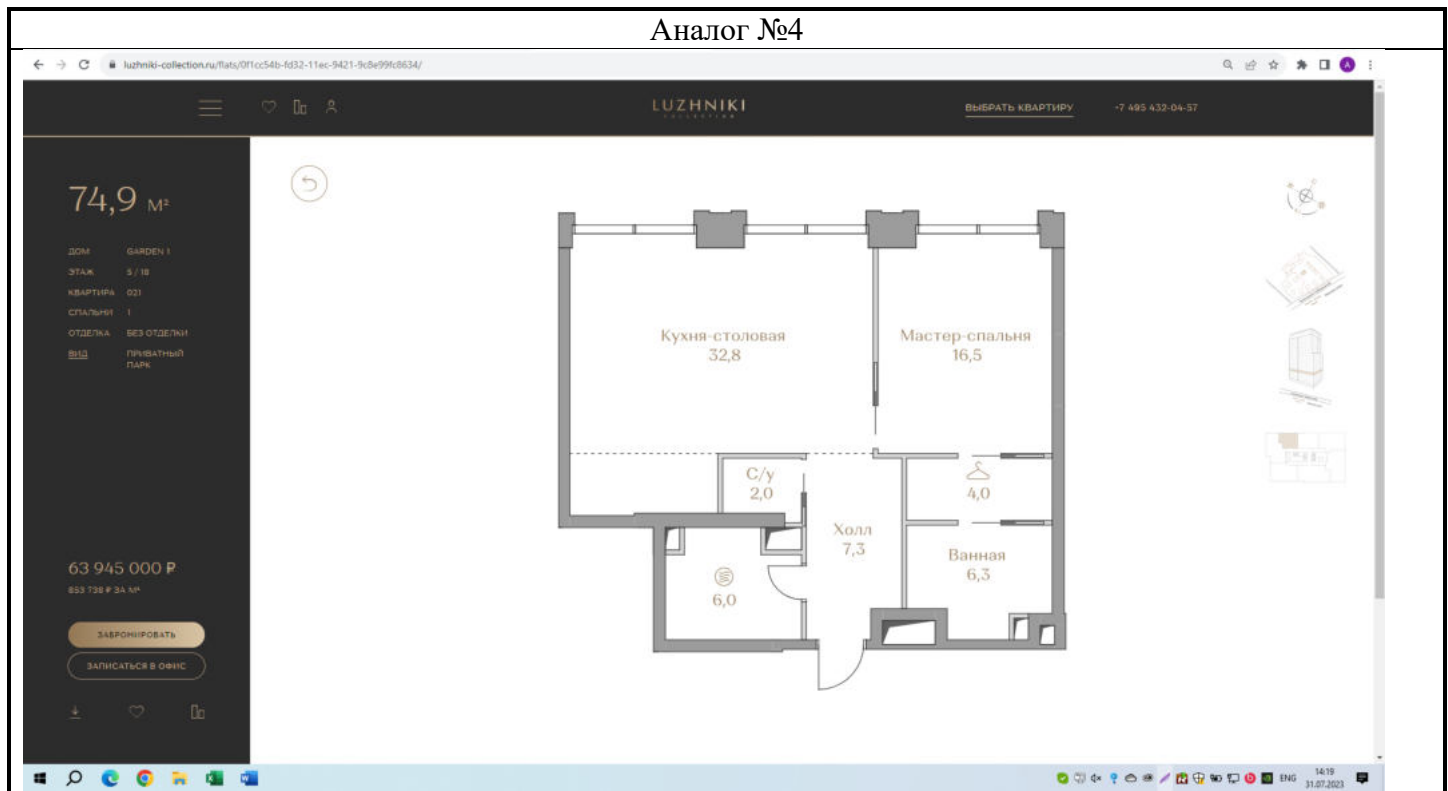 Аналог №4
luzhniki-collection.ru/flats/0f1cc54b-fd32-11ec-9421-9c8e99fc8634/
LUZHNIKI
COLLECTION
ВЫБРАТЬ КВАРТИРУ
+7 495 432-04-57
74,9 М²
ДОМ GARDEN 1
ЭТАЖ 5 / 18
КВАРТИРА 021
СПАЛЬНИ 1
ОТДЕЛКА БЕЗ ОТДЕЛКИ
ВИД ПРИВАТНЫЙ
ПАРК
Кухня-столовая
32,8
Мастер-спальня
16,5
С/у
2,0
4,0
Холл
7,3
Ванная
6,3
6,0
63 945 000 ₽
853 738 ₽ ЗА М²
ЗАБРОНИРОВАТЬ
ЗАПИСАТЬСЯ В ОФИС
ENG
14:19
31.07.2023